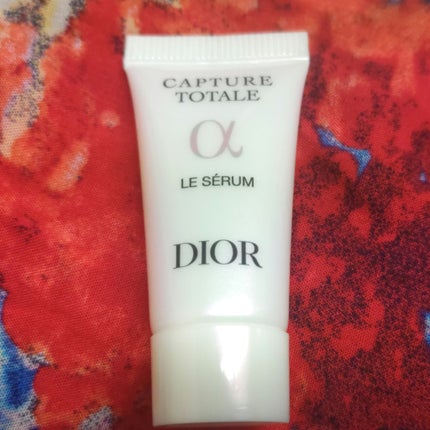 CAPTURE
TOTALE
α
LE SÉRUM
DIOR